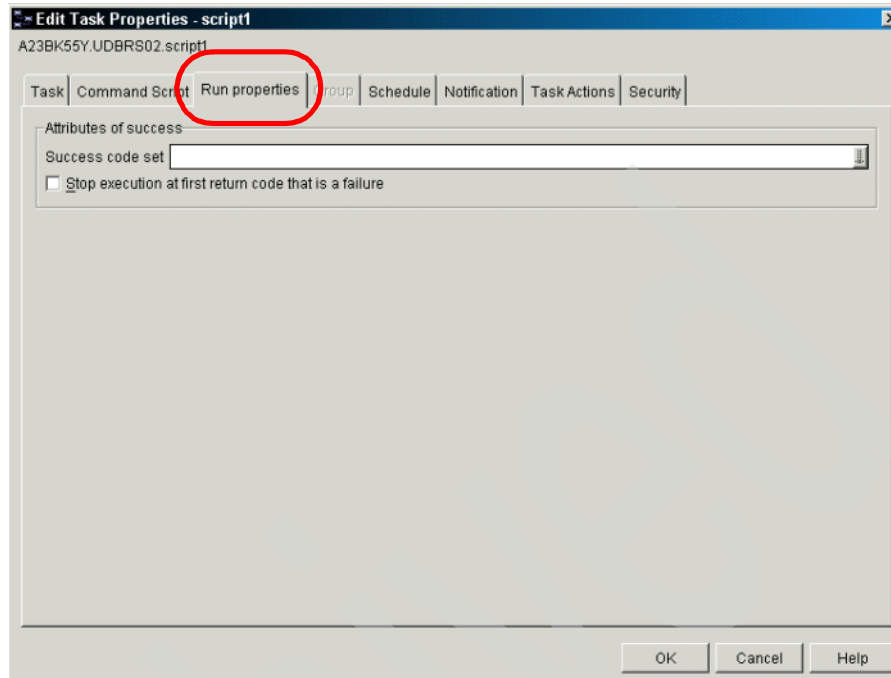 Edit Task Properties - script1
A23BK55Y.UDBRS02.script1
Task Command Script Run properties Group Schedule Notification Task Actions Security
Attributes of success
Success code set
Stop execution at first return code that is a failure
OK Cancel Help